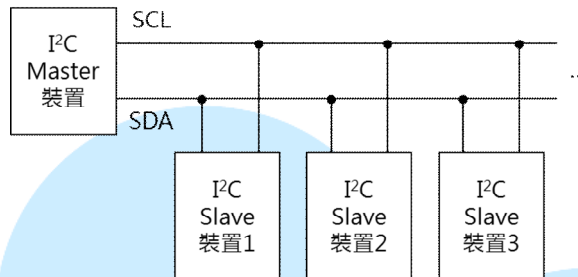 SCL
I²C
Master
裝置
SDA
I²C
Slave
裝置1
I²C
Slave
裝置2
I²C
Slave
裝置3
..